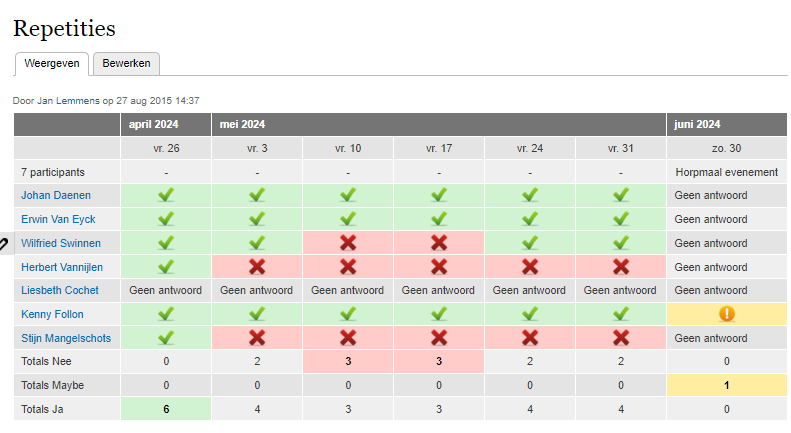 Repetities
Weergeven Bewerken
Door Jan Lemmens op 27 aug 2015 14:37
april 2024 mei 2024 juni 2024
vr. 26 vr. 3 vr. 10 vr. 17 vr. 24 vr. 31 zo. 30
7 participants - - - - - - Horpmaal evenement
Johan Daenen Geen antwoord
Erwin Van Eyck Geen antwoord
Wilfried Swinnen Geen antwoord
Herbert Vannijlen Geen antwoord
Liesbeth Cochet Geen antwoord Geen antwoord Geen antwoord Geen antwoord Geen antwoord Geen antwoord Geen antwoord
Kenny Follon
Stijn Mangelschots Geen antwoord
Totals Nee 0 2 3 3 2 2 0
Totals Maybe 0 0 0 0 0 0 1
Totals Ja 6 4 3 3 4 4 0